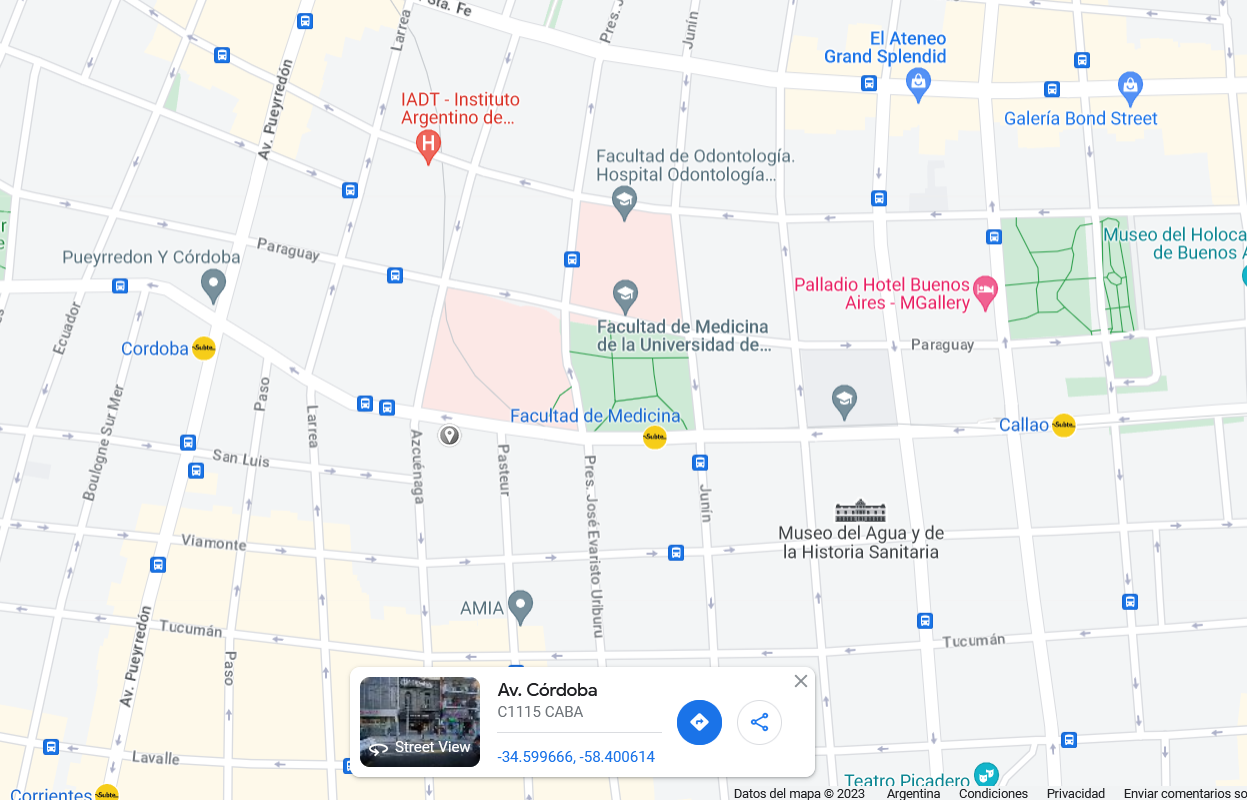 Sta. Fe
Larrea
Pres. J
Junín
El Ateneo
Grand Splendid
Av. Pueyrredón
IADT - Instituto
Argentino de...
H
Galería Bond Street
Facultad de Odontología.
Hospital Odontología...
Paraguay
Pueyrredon Y Córdoba
Museo del Holoca
de Buenos A
Palladio Hotel Buenos
Aires - MGallery
Facultad de Medicina
de la Universidad de...
Ecuador
Cordoba
Subte
Paraguay
Boulogne Sur Mer
Paso
Larrea
Facultad de Medicina
Subte
Callao
Subte
Azcuénaga
Pasteur
San Luis
Pres. José Evaristo Uriburu
Junín
Viamonte
Museo del Agua y de
la Historia Sanitaria
AMIA
Tucumán
Tucumán
Av. Pueyrredón
Paso
Av. Córdoba
C1115 CABA
Street View
-34.599666, -58.400614
Lavalle
Corrientes
Subte
Teatro Picadero
Datos del mapa © 2023 Argentina Condiciones Privacidad Enviar comentarios so